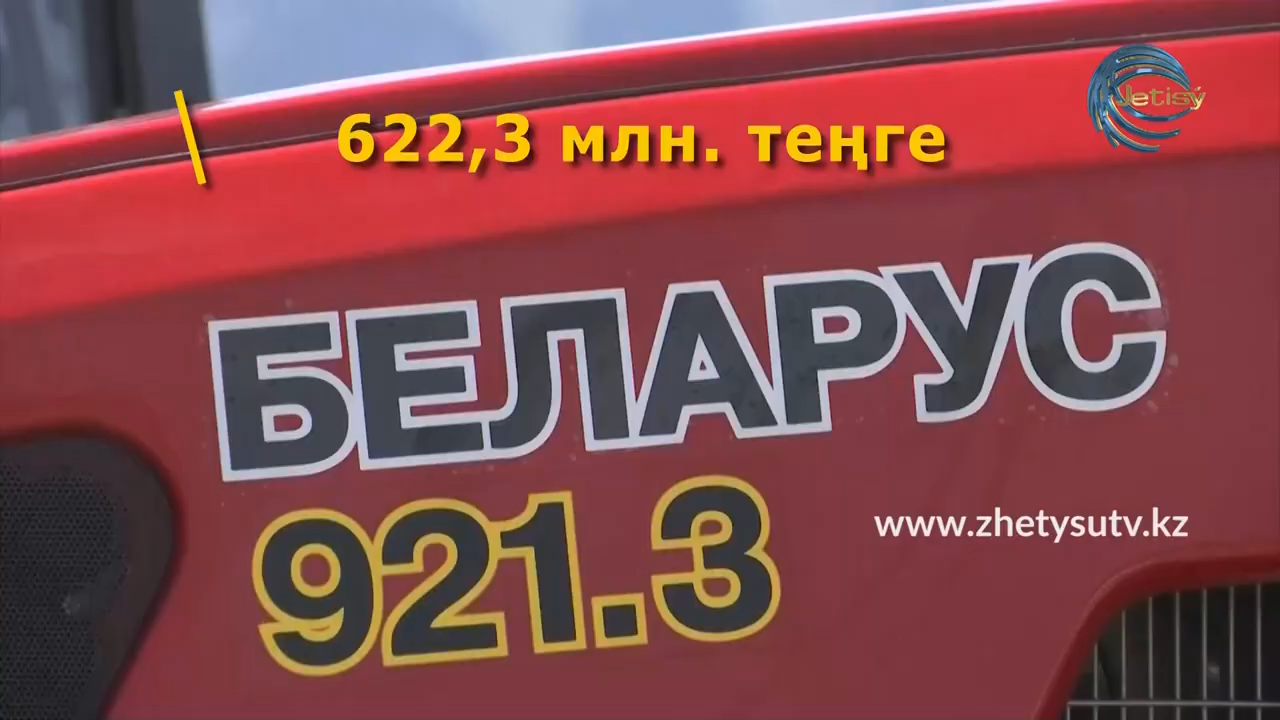 Jetisý
622,3 млн. теңге
БЕЛАРУС
921.3
www.zhetysutv.kz